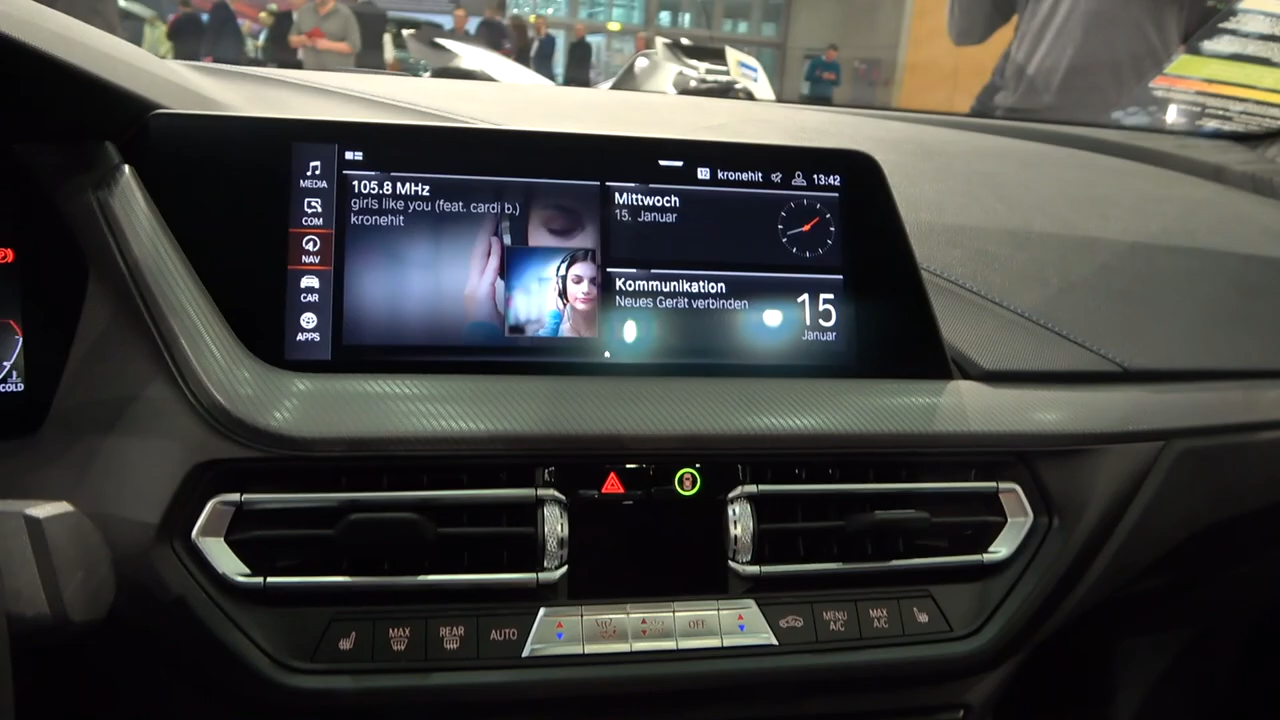 MEDIA
COM
NAV
CAR
APPS
105.8 MHz
girls like you (feat. cardi b.)
kronehit
12 kronehit 13:42
Mittwoch
15. Januar
Kommunikation
Neues Gerät verbinden
15
Januar
COLD
MAX
REAR
AUTO
OFF
MENU
A/C
MAX
A/C